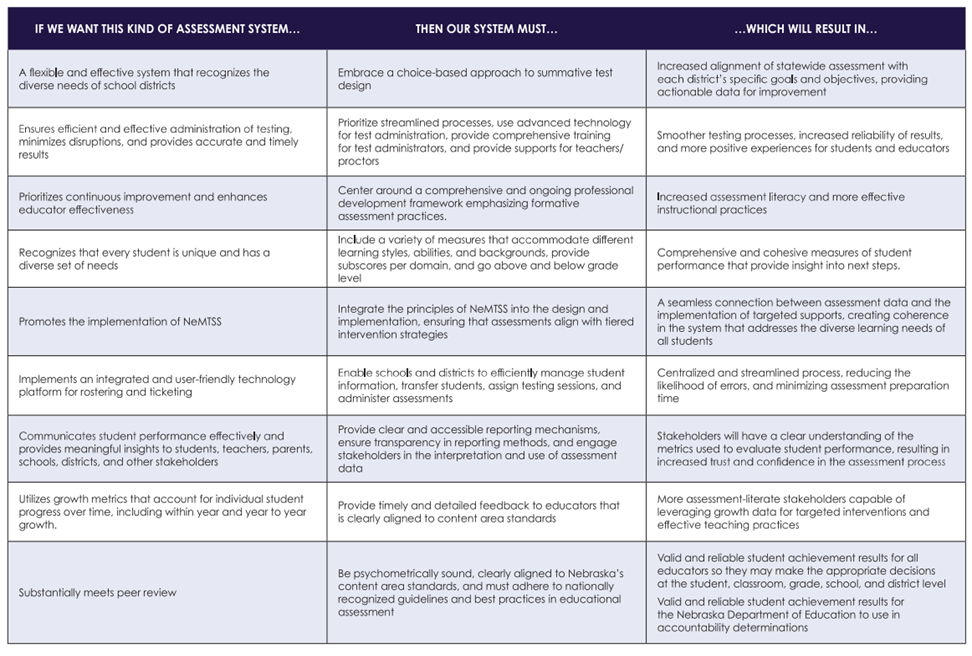 IF WE WANT THIS KIND OF ASSESSMENT SYSTEM...
THEN OUR SYSTEM MUST...
...WHICH WILL RESULT IN...
A flexible and effective system that recognizes the
diverse needs of school districts
Embrace a choice-based approach to summative test
design
Increased alignment of statewide assessment with
each district's specific goals and objectives, providing
actionable data for improvement
Ensures efficient and effective administration of testing,
minimizes disruptions, and provides accurate and timely
results
Prioritize streamlined processes, use advanced technology
for test administration, provide comprehensive training
for test administrators, and provide supports for teachers/
proctors
Smoother testing processes, increased reliability of results,
and more positive experiences for students and educators
Prioritizes continuous improvement and enhances
educator effectiveness
Center around a comprehensive and ongoing professional
development framework emphasizing formative
assessment practices.
Increased assessment literacy and more effective
instructional practices
Recognizes that every student is unique and has a
diverse set of needs
Include a variety of measures that accommodate different
learning styles, abilities, and backgrounds, provide
subscores per domain, and go above and below grade
level
Comprehensive and cohesive measures of student
performance that provide insight into next steps.
Promotes the implementation of NeMTSS
Integrate the principles of NeMTSS into the design and
implementation, ensuring that assessments align with tiered
intervention strategies
A seamless connection between assessment data and the
implementation of targeted supports, creating coherence
in the system that addresses the diverse learning needs of
all students
Implements an integrated and user-friendly technology
platform for rostering and ticketing
Enable schools and districts to efficiently manage student
information, transfer students, assign testing sessions, and
administer assessments
Centralized and streamlined process, reducing the
likelihood of errors, and minimizing assessment preparation
time
Communicates student performance effectively and
provides meaningful insights to students, teachers, parents,
schools, districts, and other stakeholders
Provide clear and accessible reporting mechanisms,
ensure transparency in reporting methods, and engage
stakeholders in the interpretation and use of assessment
data
Stakeholders will have a clear understanding of the
metrics used to evaluate student performance, resulting in
increased trust and confidence in the assessment process
Utilizes growth metrics that account for individual student
progress over time, including within year and year to year
growth.
Provide timely and detailed feedback to educators that
is clearly aligned to content area standards
More assessment-literate stakeholders capable of
leveraging growth data for targeted interventions and
effective teaching practices
Substantially meets peer review
Be psychometrically sound, clearly aligned to Nebraska's
content area standards, and must adhere to nationally
recognized guidelines and best practices in educational
assessment
Valid and reliable student achievement results for all
educators so they may make the appropriate decisions
at the student, classroom, grade, school, and district level
Valid and reliable student achievement results for
the Nebraska Department of Education to use in
accountability determinations